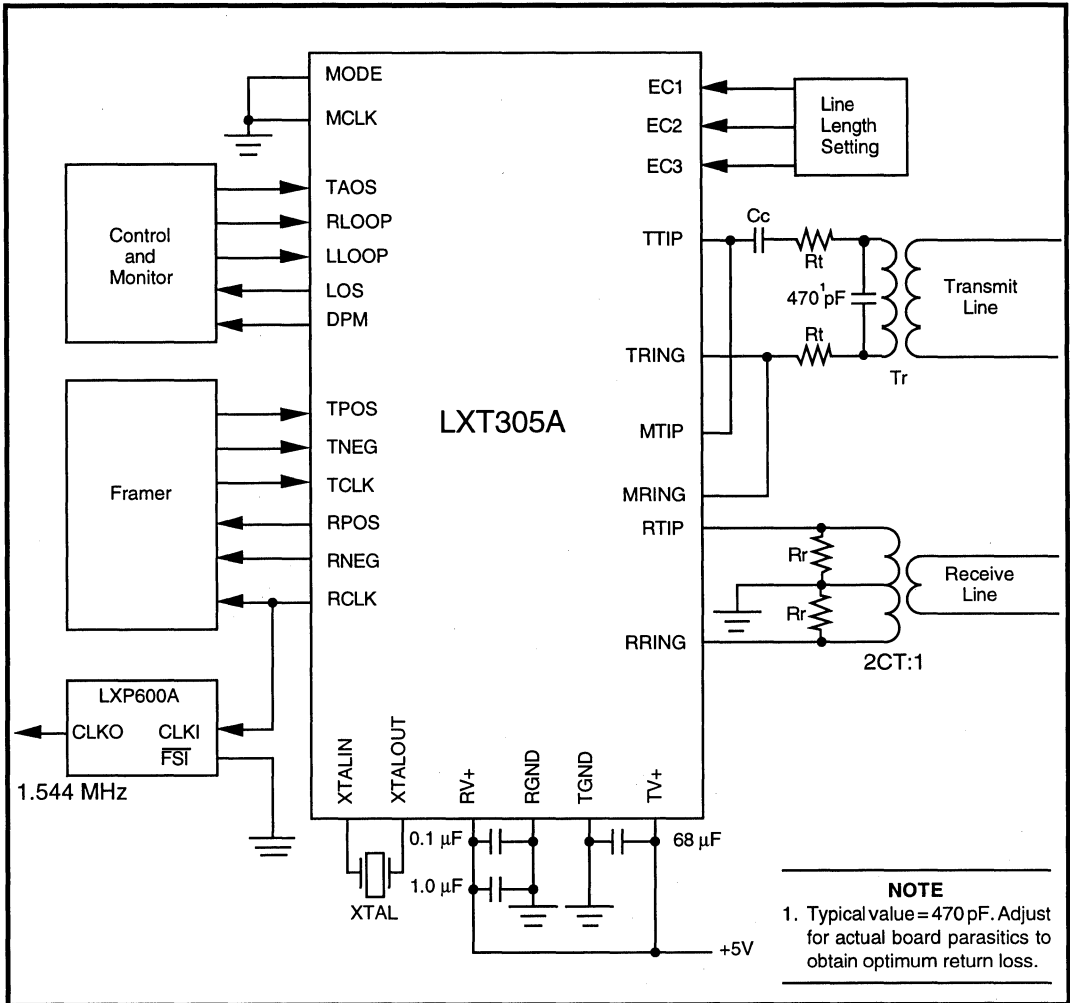 MODE
MCLK
TAOS
RLOOP
LLOOP
LOS
DPM
TPOS
TNEG
TCLK
RPOS
RNEG
RCLK
Control
and
Monitor
Framer
LXP600A
CLKO CLKI
FSI
1.544 MHz
LXT305A
EC1
EC2
EC3
Line
Length
Setting
TTIP
Cc
Rt
470 pF
1
TRING
Rt
Tr
Transmit
Line
MTIP
MRING
RTIP
Rr
Rr
RRING
Receive
Line
2CT:1
XTALIN
XTALOUT
RV+
RGND
TGND
TV+
0.1 µF
1.0 µF
68 µF
XTAL
+5V
NOTE
1. Typical value = 470 pF. Adjust
for actual board parasitics to
obtain optimum return loss.